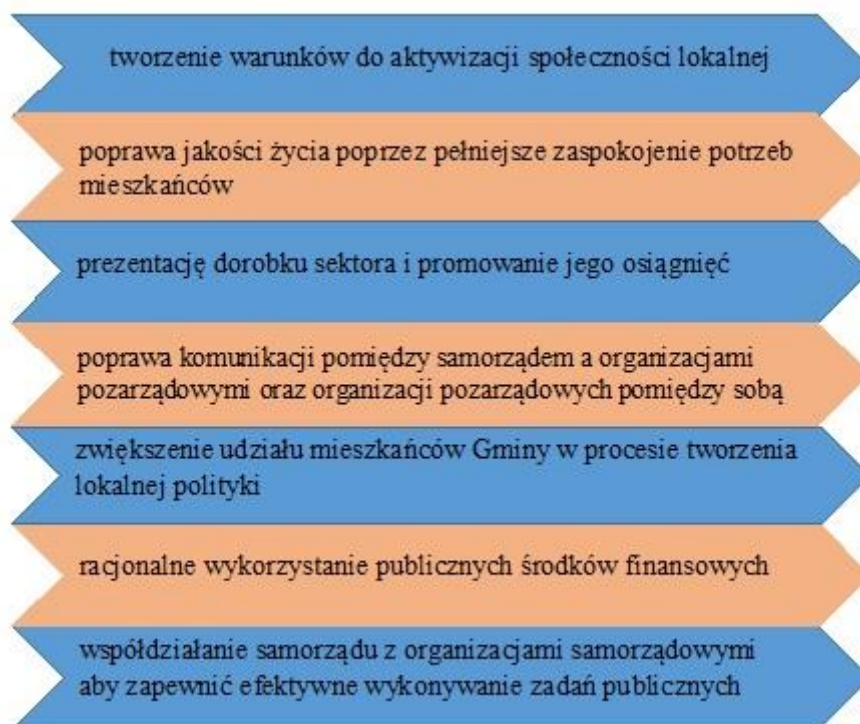 tworzenie warunków do aktywizacji społeczności lokalnej
poprawa jakości życia poprzez pełniejsze zaspokojenie potrzeb
mieszkańców
prezentację dorobku sektora i promowanie jego osiągnięć
poprawa komunikacji pomiędzy samorządem a organizacjami
pozarządowymi oraz organizacji pozarządowych pomiędzy sobą
zwiększenie udziału mieszkańców Gminy w procesie tworzenia
lokalnej polityki
racjonalne wykorzystanie publicznych środków finansowych
współdziałanie samorządu z organizacjami samorządowymi
aby zapewnić efektywne wykonywanie zadań publicznych